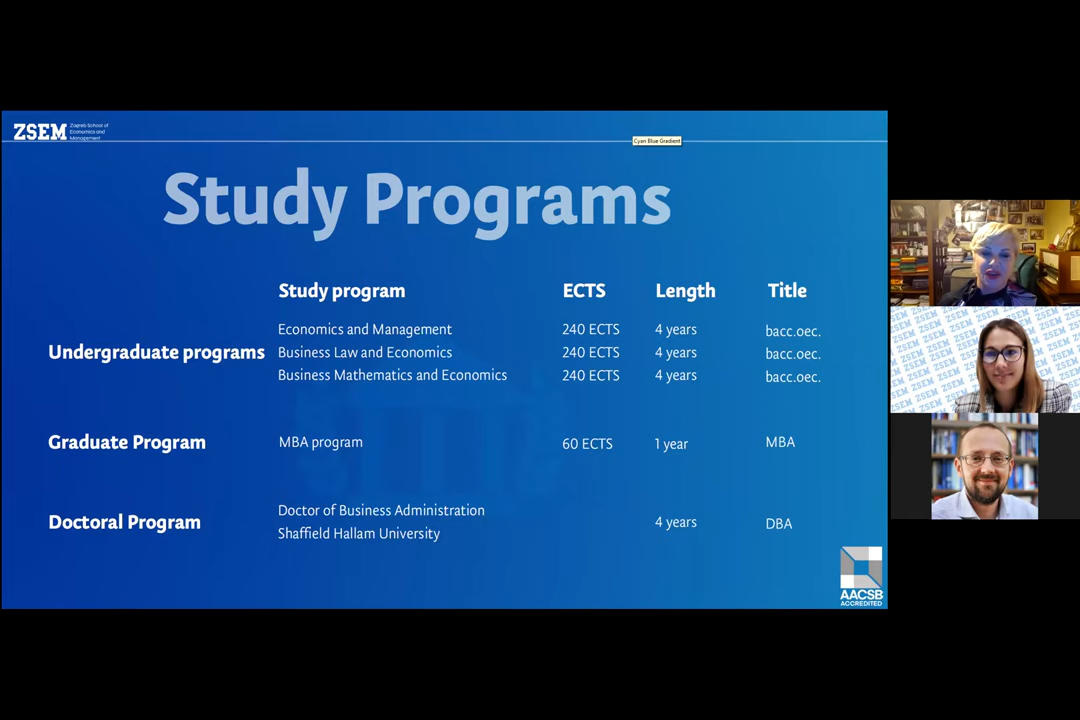 ZSEM
Zagreb School of
Economics and
Management
Cyan Blue Gradient
Study Programs
Study program ECTS Length Title
Undergraduate programs
Economics and Management 240 ECTS 4 years bacc.oec.
Business Law and Economics 240 ECTS 4 years bacc.oec.
Business Mathematics and Economics 240 ECTS 4 years bacc.oec.
Graduate Program MBA program 60 ECTS 1 year MBA
Doctoral Program
Doctor of Business Administration
Shaffield Hallam University
4 years DBA
AACSB
ACCREDITED
ZSEM ZSEM ZSEM